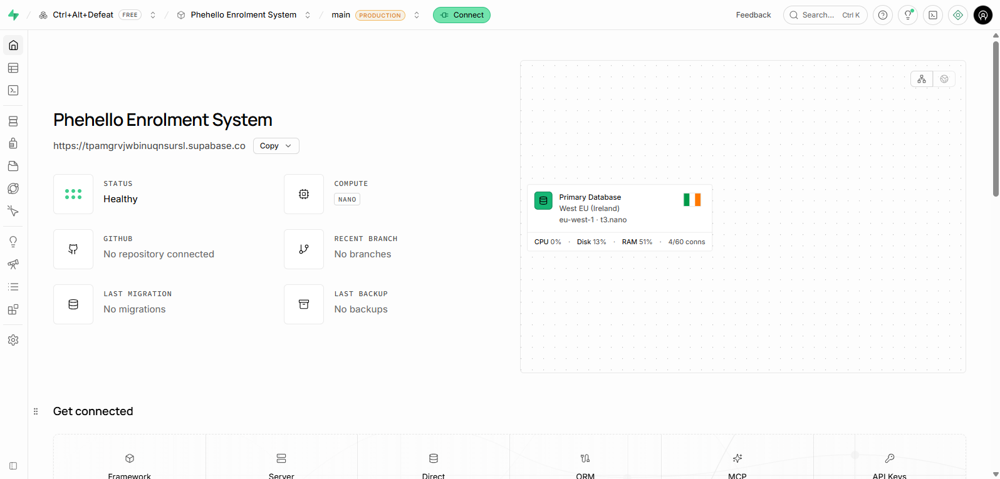 Ctrl+Alt+Defeat FREE
Phehello Enrolment System
main PRODUCTION
Connect
Feedback
Search... Ctrl K
Phehello Enrolment System
https://tpamgrvjwbinuqnsursl.supabase.co Copy
STATUS
Healthy
COMPUTE
NANO
GITHUB
No repository connected
RECENT BRANCH
No branches
LAST MIGRATION
No migrations
LAST BACKUP
No backups
Primary Database
West EU (Ireland)
eu-west-1 · t3.nano
CPU 0% · Disk 13% · RAM 51% · 4/60 conns
Get connected
Framework
Server
Direct
ORM
MCP
API Keys